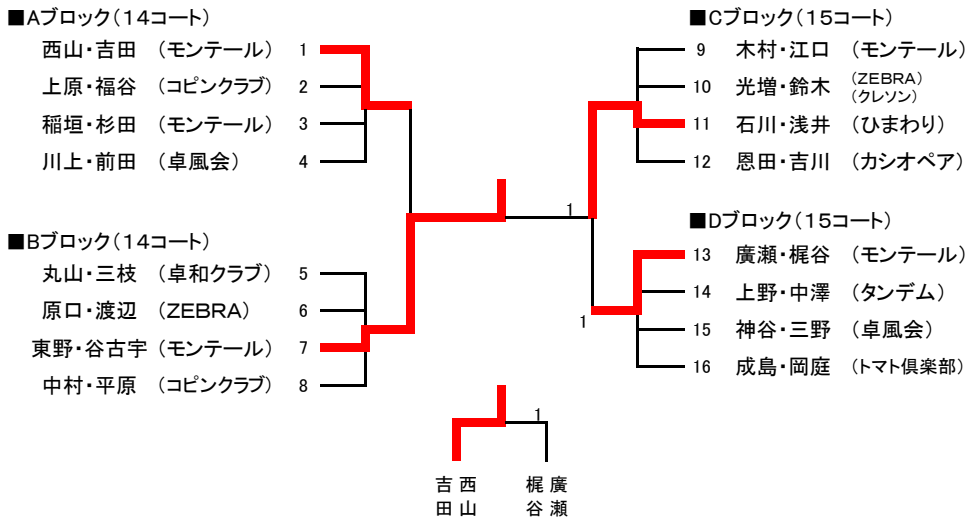 ■Aブロック(14コート)
西山・吉田 (モンテール) 1
上原・福谷 (コピンクラブ) 2
稲垣・杉田 (モンテール) 3
川上・前田 (卓風会) 4
■Bブロック(14コート)
丸山・三枝 (卓和クラブ) 5
原口・渡辺 (ZEBRA) 6
東野・谷古宇 (モンテール) 7
中村・平原 (コピンクラブ) 8
■Cブロック(15コート)
9 木村・江口 (モンテール)
10 光増・鈴木 (ZEBRA)
(クレソン)
11 石川・浅井 (ひまわり)
12 恩田・吉川 (カシオペア)
■Dブロック(15コート)
13 廣瀬・梶谷 (モンテール)
14 上野・中澤 (タンデム)
15 神谷・三野 (卓風会)
16 成島・岡庭 (トマト倶楽部)
1
1
1
西山
吉田
廣瀬
梶谷